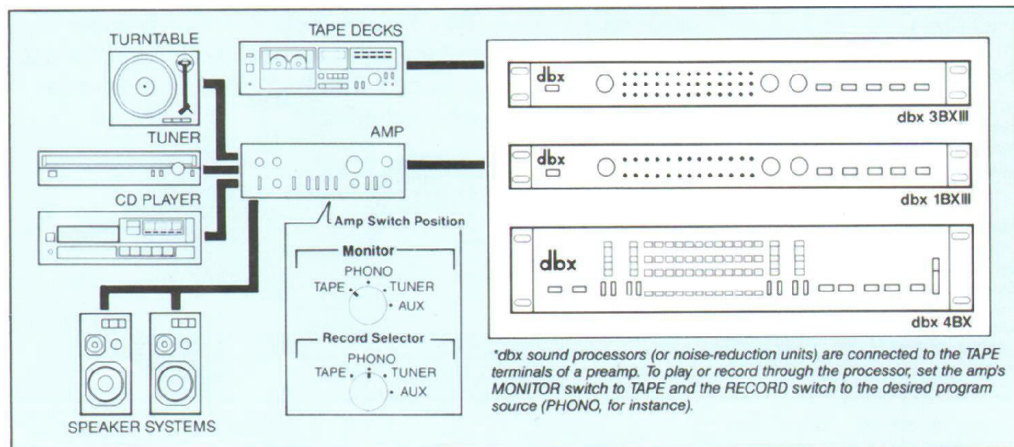 TURNTABLE
TAPE DECKS
TUNER
AMP
CD PLAYER
Amp Switch Position
Monitor
PHONO
TAPE
TUNER
AUX
Record Selector
PHONO
TAPE
TUNER
AUX
SPEAKER SYSTEMS
dbx
dbx 3BXIII
dbx
dbx 1BXIII
dbx
dbx 4BX
*dbx sound processors (or noise-reduction units) are connected to the TAPE
terminals of a preamp. To play or record through the processor, set the amp's
MONITOR switch to TAPE and the RECORD switch to the desired program
source (PHONO, for instance).